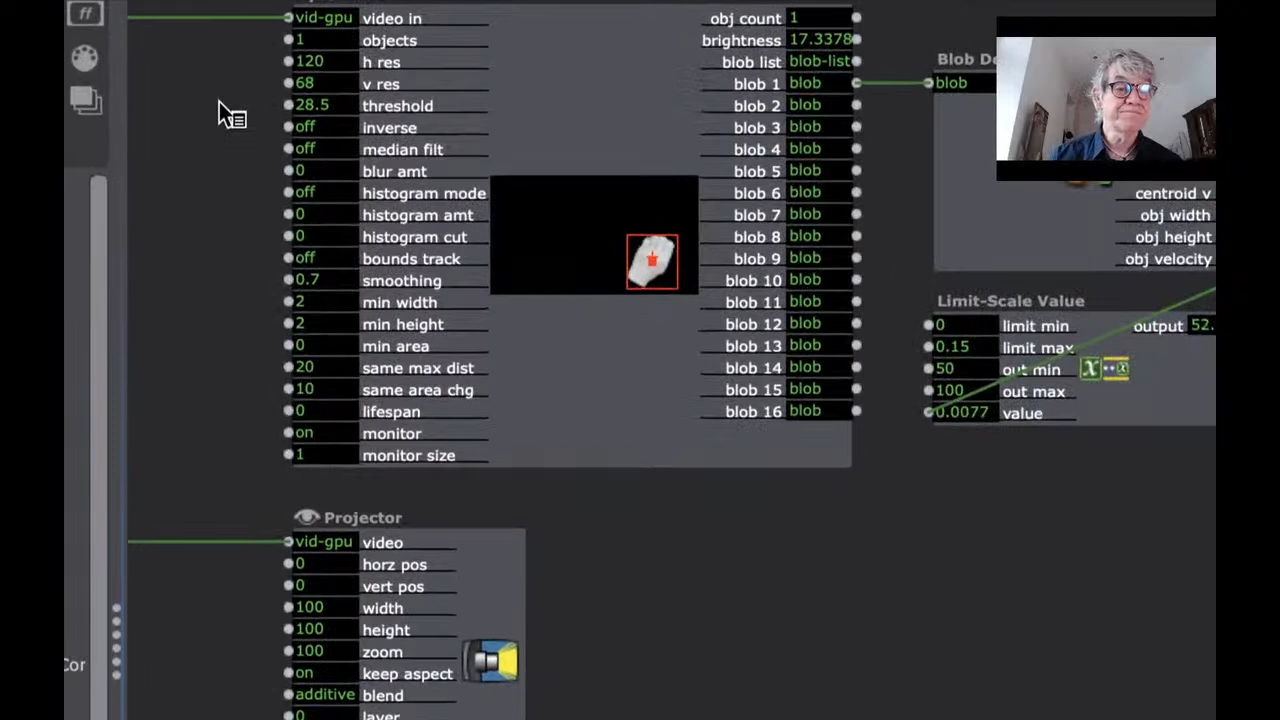 ff
vid-gpu video in
1 objects
120 h res
68 v res
28.5 threshold
off inverse
off median filt
0 blur amt
off histogram mode
0 histogram amt
0 histogram cut
off bounds track
0.7 smoothing
2 min width
2 min height
0 min area
20 same max dist
10 same area chg
0 lifespan
on monitor
1 monitor size
obj count 1
brightness 17.3378
blob list blob-list
blob 1 blob
blob 2 blob
blob 3 blob
blob 4 blob
blob 5 blob
blob 6 blob
blob 7 blob
blob 8 blob
blob 9 blob
blob 10 blob
blob 11 blob
blob 12 blob
blob 13 blob
blob 14 blob
blob 15 blob
blob 16 blob
Blob De
blob
centroid v
obj width
obj height
obj velocity
Limit-Scale Value
0 limit min
0.15 limit max
50 out min
100 out max
0.0077 value
output 52.
Projector
vid-gpu video
0 horz pos
0 vert pos
100 width
100 height
100 zoom
on keep aspect
additive blend
0 layer
Cor